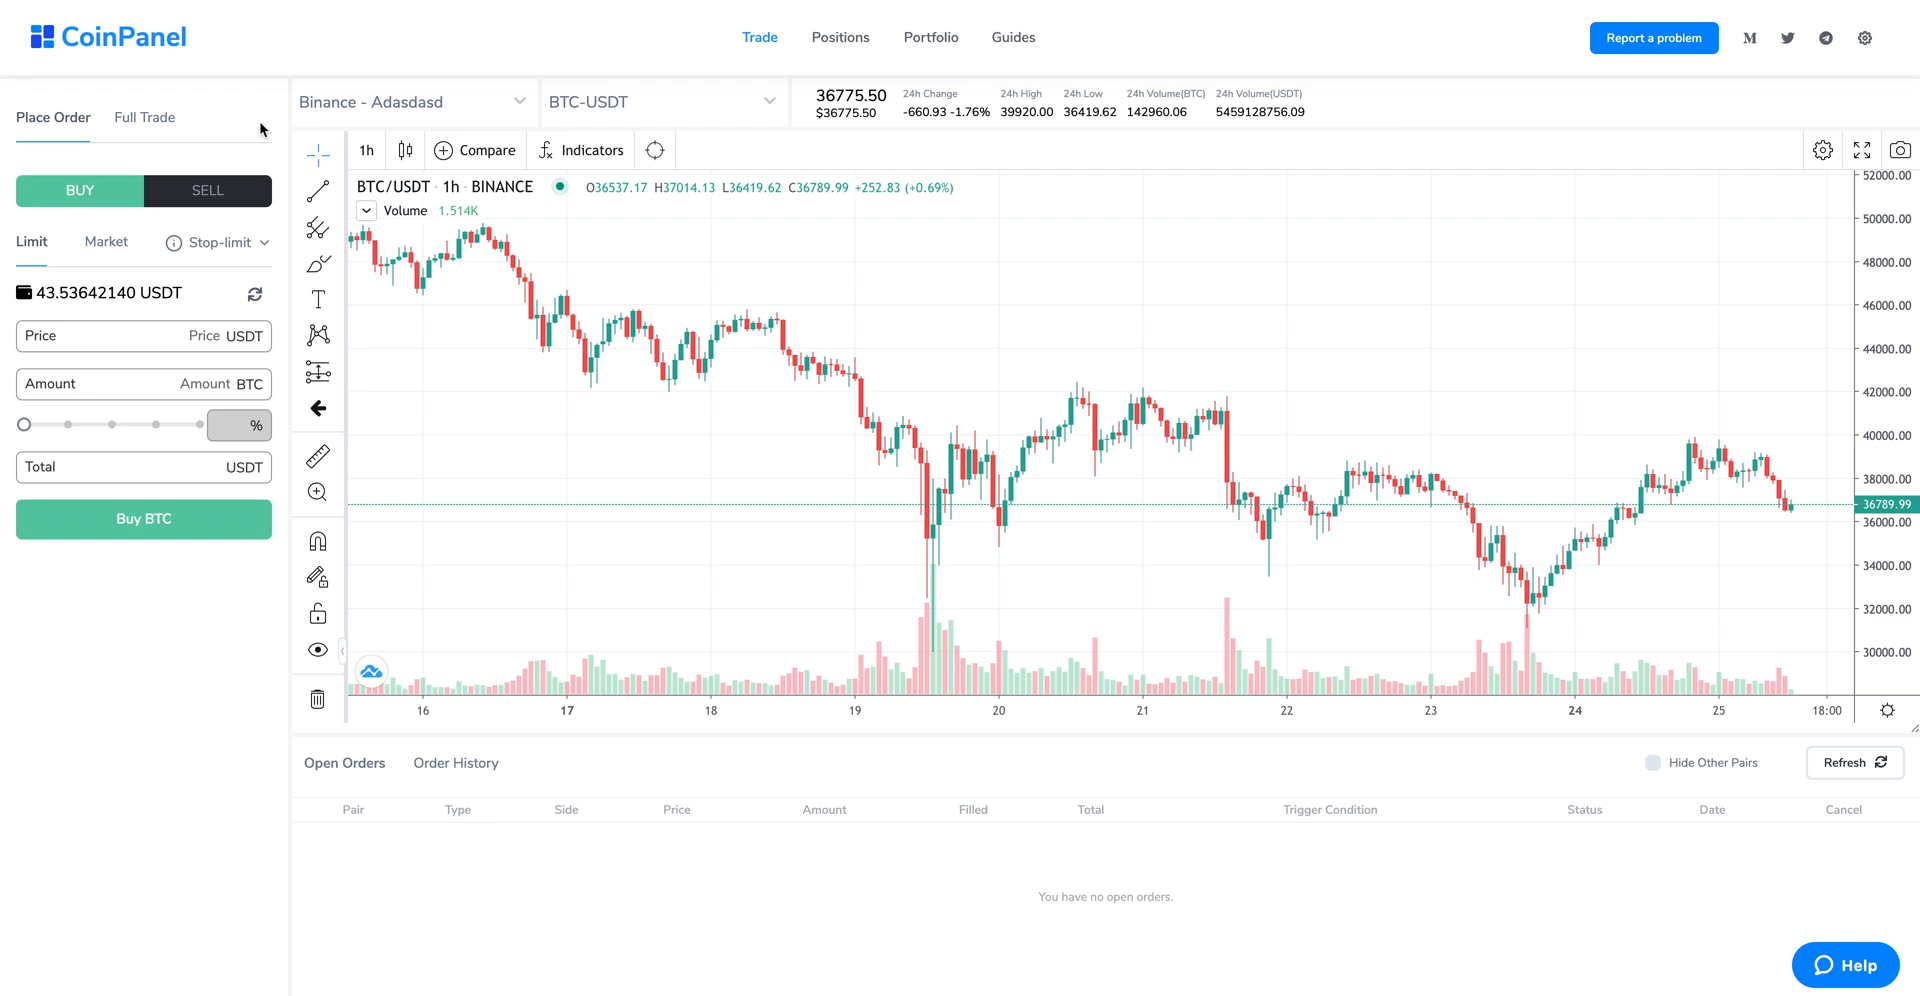 CoinPanel
Trade Positions Portfolio Guides
Report a problem
Place Order Full Trade
BUY SELL
Limit Market Stop-limit
43.53642140 USDT
Price Price USDT
Amount Amount BTC
%
Total USDT
Buy BTC
Binance - Adasdasd BTC-USDT
36775.50 24h Change 24h High 24h Low 24h Volume(BTC) 24h Volume(USDT)
$36775.50 -660.93 -1.76% 39920.00 36419.62 142960.06 5459128756.09
1h Compare Indicators
BTC/USDT · 1h · BINANCE O36537.17 H37014.13 L36419.62 C36789.99 +252.83 (+0.69%)
Volume 1.514K
52000.00
50000.00
48000.00
46000.00
44000.00
42000.00
40000.00
38000.00
36789.99
36000.00
34000.00
32000.00
30000.00
16 17 18 19 20 21 22 23 24 25 18:00
Open Orders Order History Hide Other Pairs Refresh
Pair Type Side Price Amount Filled Total Trigger Condition Status Date Cancel
You have no open orders.
Help